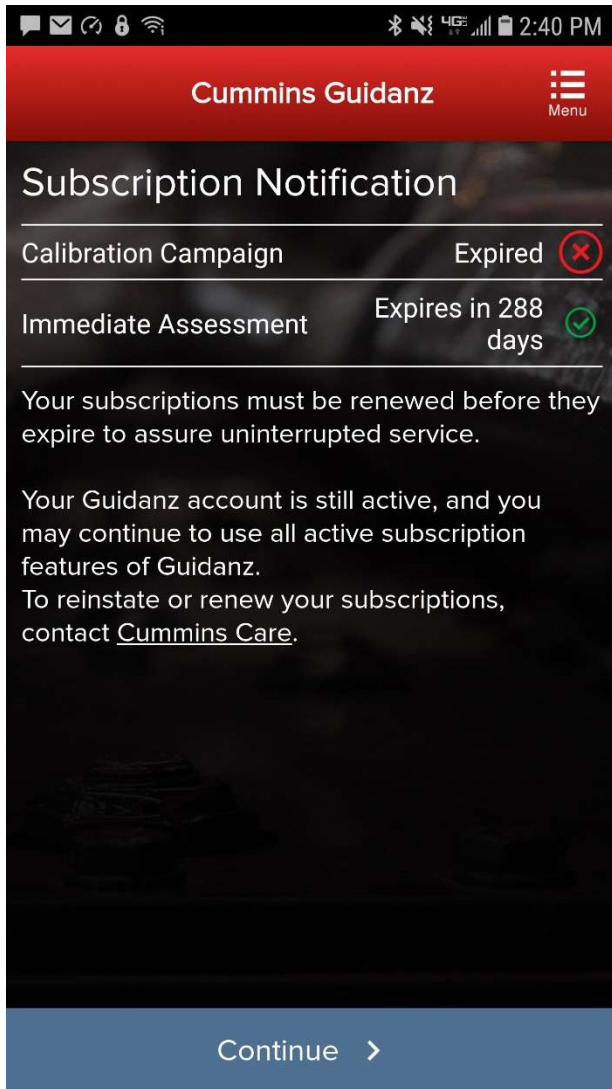 4GE 2:40 PM
Cummins Guidanz
Menu
Subscription Notification
Calibration Campaign Expired
Immediate Assessment Expires in 288
days
Your subscriptions must be renewed before they
expire to assure uninterrupted service.
Your Guidanz account is still active, and you
may continue to use all active subscription
features of Guidanz.
To reinstate or renew your subscriptions,
contact Cummins Care.
Continue